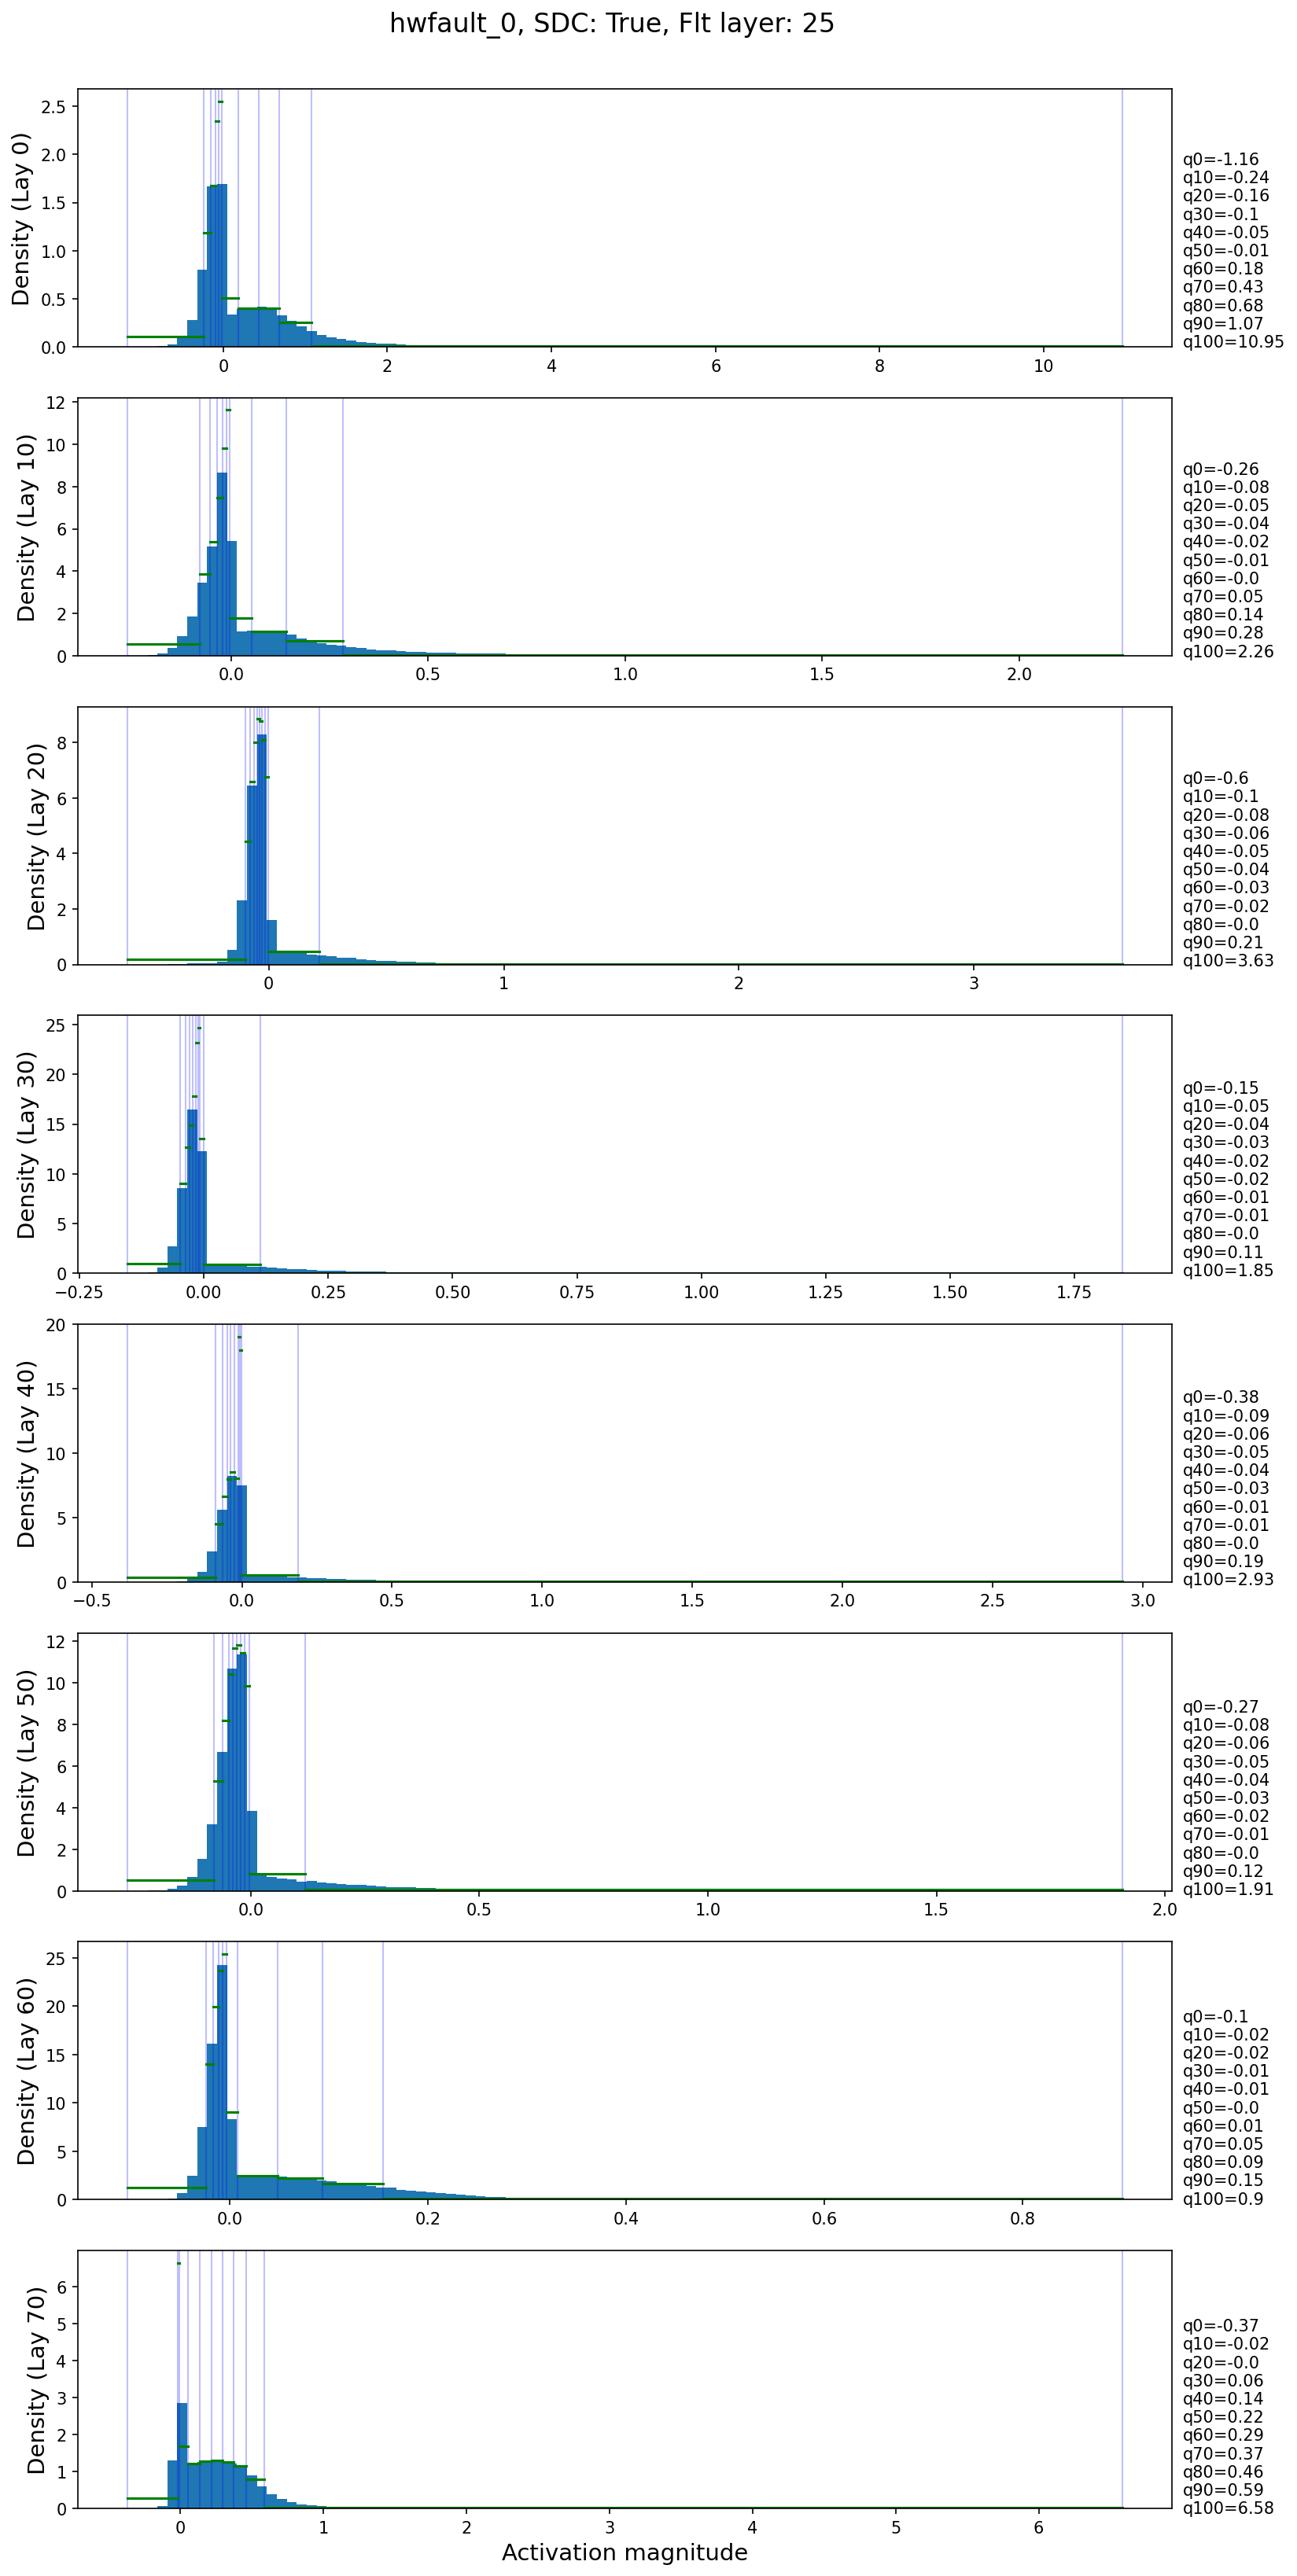 hwfault_0, SDC: True, Flt layer: 25
Density (Lay 0)
2.5
2.0
1.5
1.0
0.5
0.0
0 2 4 6 8 10
q0=-1.16
q10=-0.24
q20=-0.16
q30=-0.1
q40=-0.05
q50=-0.01
q60=0.18
q70=0.43
q80=0.68
q90=1.07
q100=10.95
Density (Lay 10)
12
10
8
6
4
2
0
0.0 0.5 1.0 1.5 2.0
q0=-0.26
q10=-0.08
q20=-0.05
q30=-0.04
q40=-0.02
q50=-0.01
q60=-0.0
q70=0.05
q80=0.14
q90=0.28
q100=2.26
Density (Lay 20)
8
6
4
2
0
0 1 2 3
q0=-0.6
q10=-0.1
q20=-0.08
q30=-0.06
q40=-0.05
q50=-0.04
q60=-0.03
q70=-0.02
q80=-0.0
q90=0.21
q100=3.63
Density (Lay 30)
25
20
15
10
5
0
−0.25 0.00 0.25 0.50 0.75 1.00 1.25 1.50 1.75
q0=-0.15
q10=-0.05
q20=-0.04
q30=-0.03
q40=-0.02
q50=-0.02
q60=-0.01
q70=-0.01
q80=-0.0
q90=0.11
q100=1.85
Density (Lay 40)
20
15
10
5
0
−0.5 0.0 0.5 1.0 1.5 2.0 2.5 3.0
q0=-0.38
q10=-0.09
q20=-0.06
q30=-0.05
q40=-0.04
q50=-0.03
q60=-0.01
q70=-0.01
q80=-0.0
q90=0.19
q100=2.93
Density (Lay 50)
12
10
8
6
4
2
0
0.0 0.5 1.0 1.5 2.0
q0=-0.27
q10=-0.08
q20=-0.06
q30=-0.05
q40=-0.04
q50=-0.03
q60=-0.02
q70=-0.01
q80=-0.0
q90=0.12
q100=1.91
Density (Lay 60)
25
20
15
10
5
0
0.0 0.2 0.4 0.6 0.8
q0=-0.1
q10=-0.02
q20=-0.02
q30=-0.01
q40=-0.01
q50=-0.0
q60=0.01
q70=0.05
q80=0.09
q90=0.15
q100=0.9
Density (Lay 70)
6
5
4
3
2
1
0
0 1 2 3 4 5 6
q0=-0.37
q10=-0.02
q20=-0.0
q30=0.06
q40=0.14
q50=0.22
q60=0.29
q70=0.37
q80=0.46
q90=0.59
q100=6.58
Activation magnitude